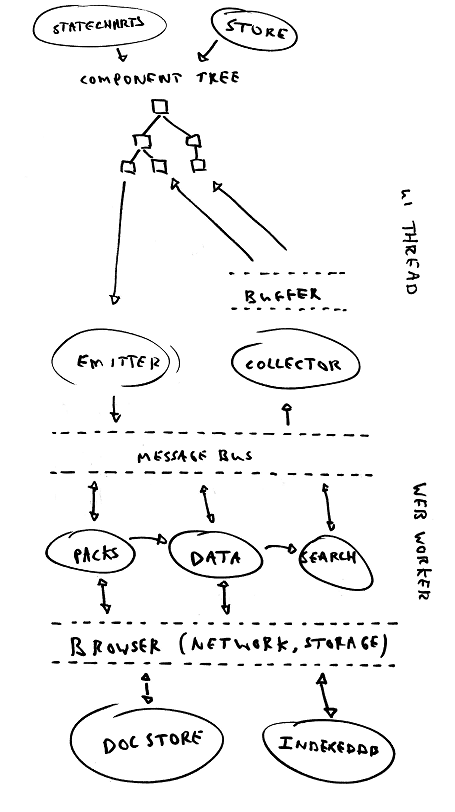 STATECHARTS
STORE
COMPONENT TREE
UI THREAD
BUFFER
EMITTER
COLLECTOR
MESSAGE BUS
WEB WORKER
PACKS
DATA
SEARCH
BROWSER (NETWORK, STORAGE)
DOC STORE
INDEXEDDB